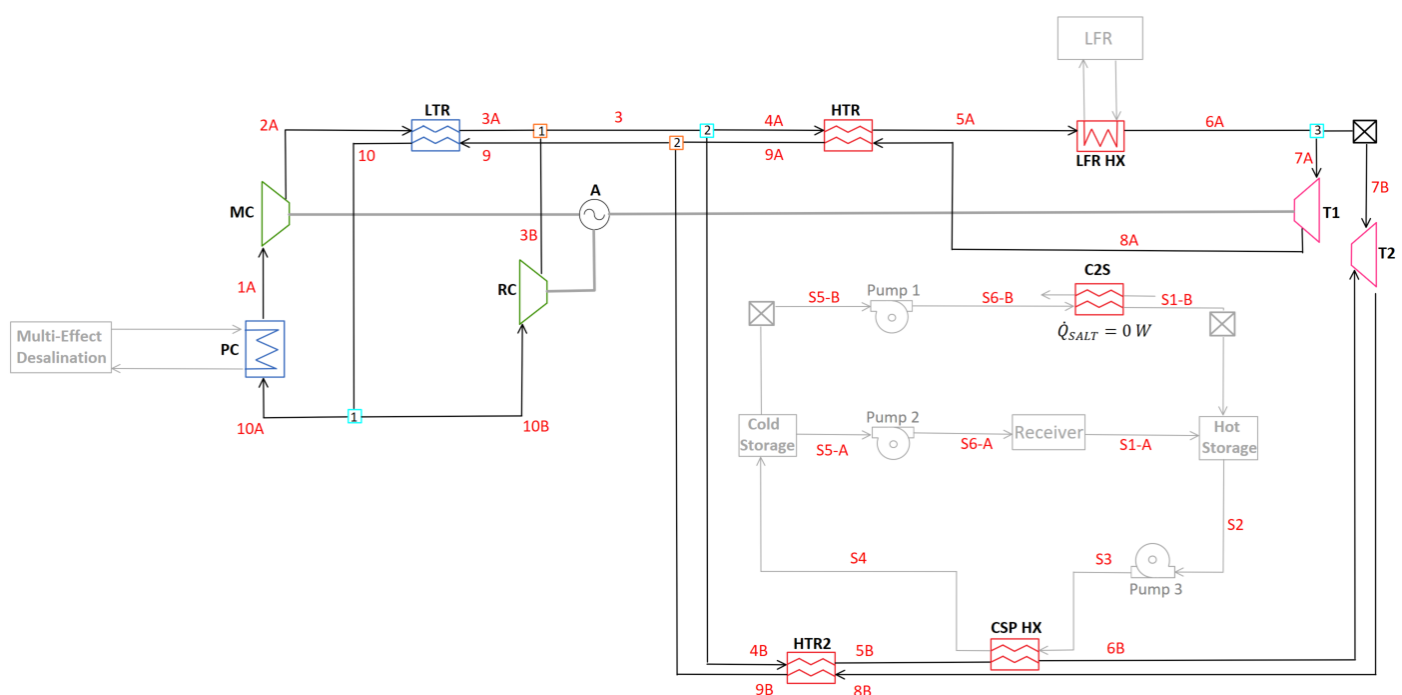 LFR
LTR
HTR
2A
3A
3
4A
5A
6A
1
2
3
2
10
9
9A
LFR HX
7A
7B
A
MC
T1
3B
8A
T2
C2S
RC
Pump 1
1A
S5-B
S6-B
S1-B
Q̇SALT = 0 W
Multi-Effect
Desalination
PC
1
10A
10B
Cold
Storage
Pump 2
Receiver
Hot
Storage
S5-A
S6-A
S1-A
S2
S4
S3
Pump 3
CSP HX
HTR2
4B
5B
6B
9B
8B